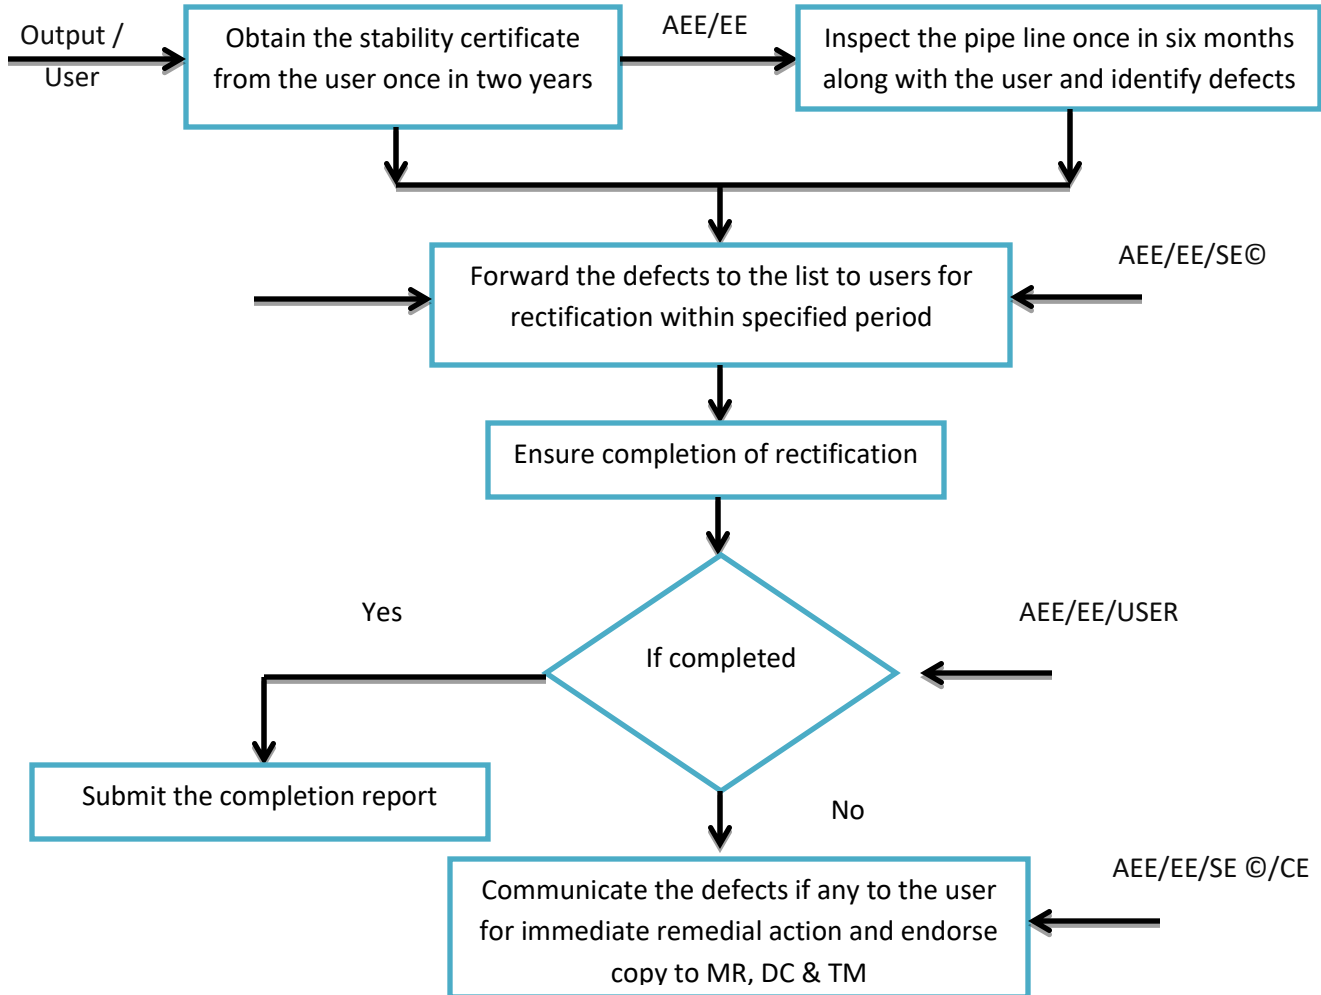 Output /
User
Obtain the stability certificate
from the user once in two years
AEE/EE
Inspect the pipe line once in six months
along with the user and identify defects
Forward the defects to the list to users for
rectification within specified period
AEE/EE/SE©
Ensure completion of rectification
Yes
If completed
AEE/EE/USER
Submit the completion report
No
Communicate the defects if any to the user
for immediate remedial action and endorse
copy to MR, DC & TM
AEE/EE/SE ©/CE